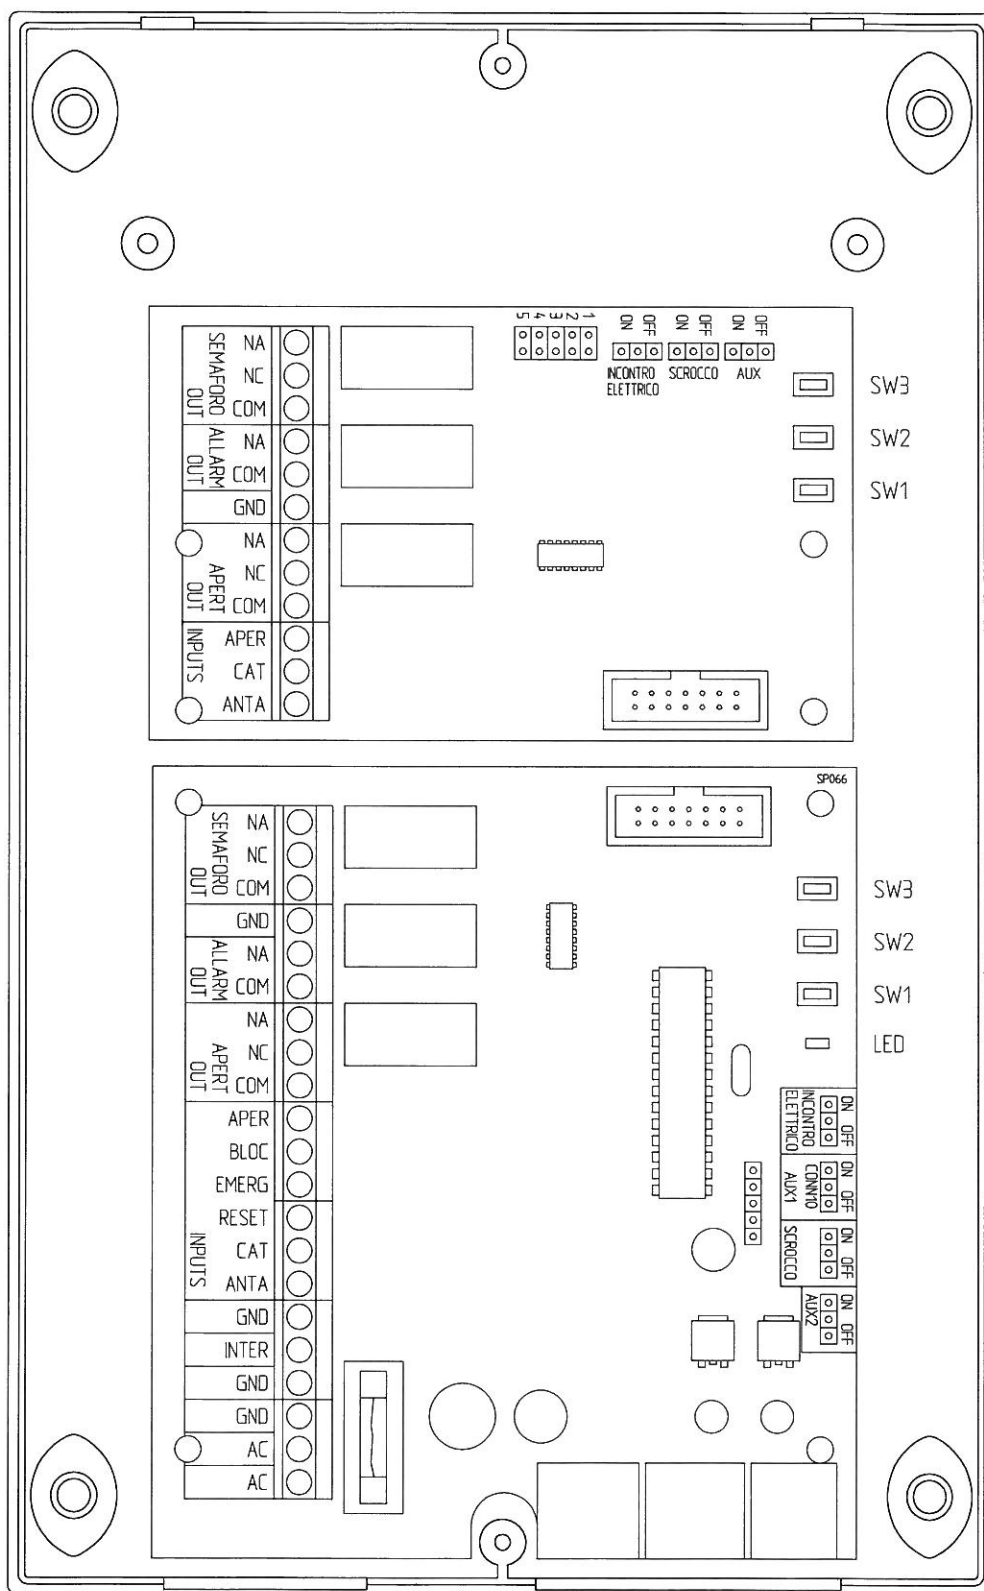 5 4 3 2 1
ON OFF
ON OFF
ON OFF
INCONTRO
ELETTRICO
SCROCCO
AUX
SW3
SW2
SW1
SEMAFORO
OUT
NA
NC
COM
ALLARM
OUT
NA
COM
GND
APERT
OUT
NA
NC
COM
INPUTS
APER
CAT
ANTA
SP066
SEMAFORO
OUT
NA
NC
COM
GND
ALLARM
OUT
NA
COM
APERT
OUT
NA
NC
COM
INPUTS
APER
BLOC
EMERG
RESET
CAT
ANTA
GND
INTER
GND
GND
AC
AC
SW3
SW2
SW1
LED
INCONTRO
ELETTRICO
ON OFF
CONN10
AUX1
ON OFF
SCROCCO
ON OFF
AUX2
ON OFF